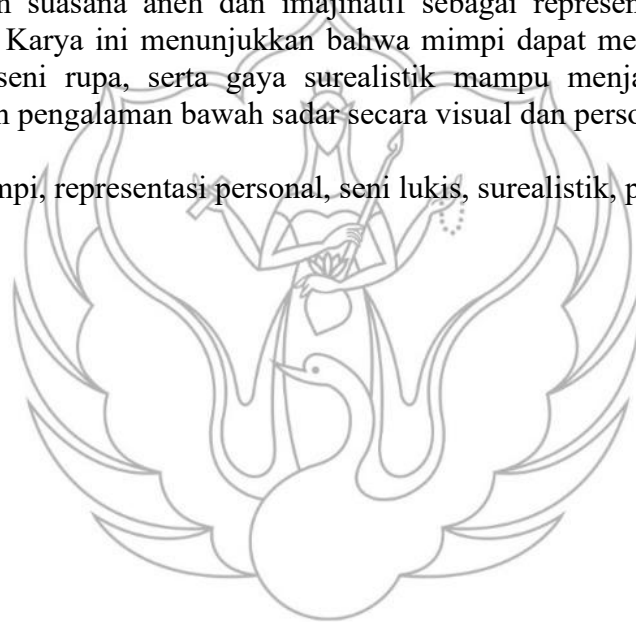 suasana aneh dan imajinatif sebagai
Karya ini menunjukkan bahwa mimpi dapat
seni rupa, serta gaya surealistik mampu
pengalaman bawah sadar secara visual dan
representasi personal, seni lukis, surealistik,